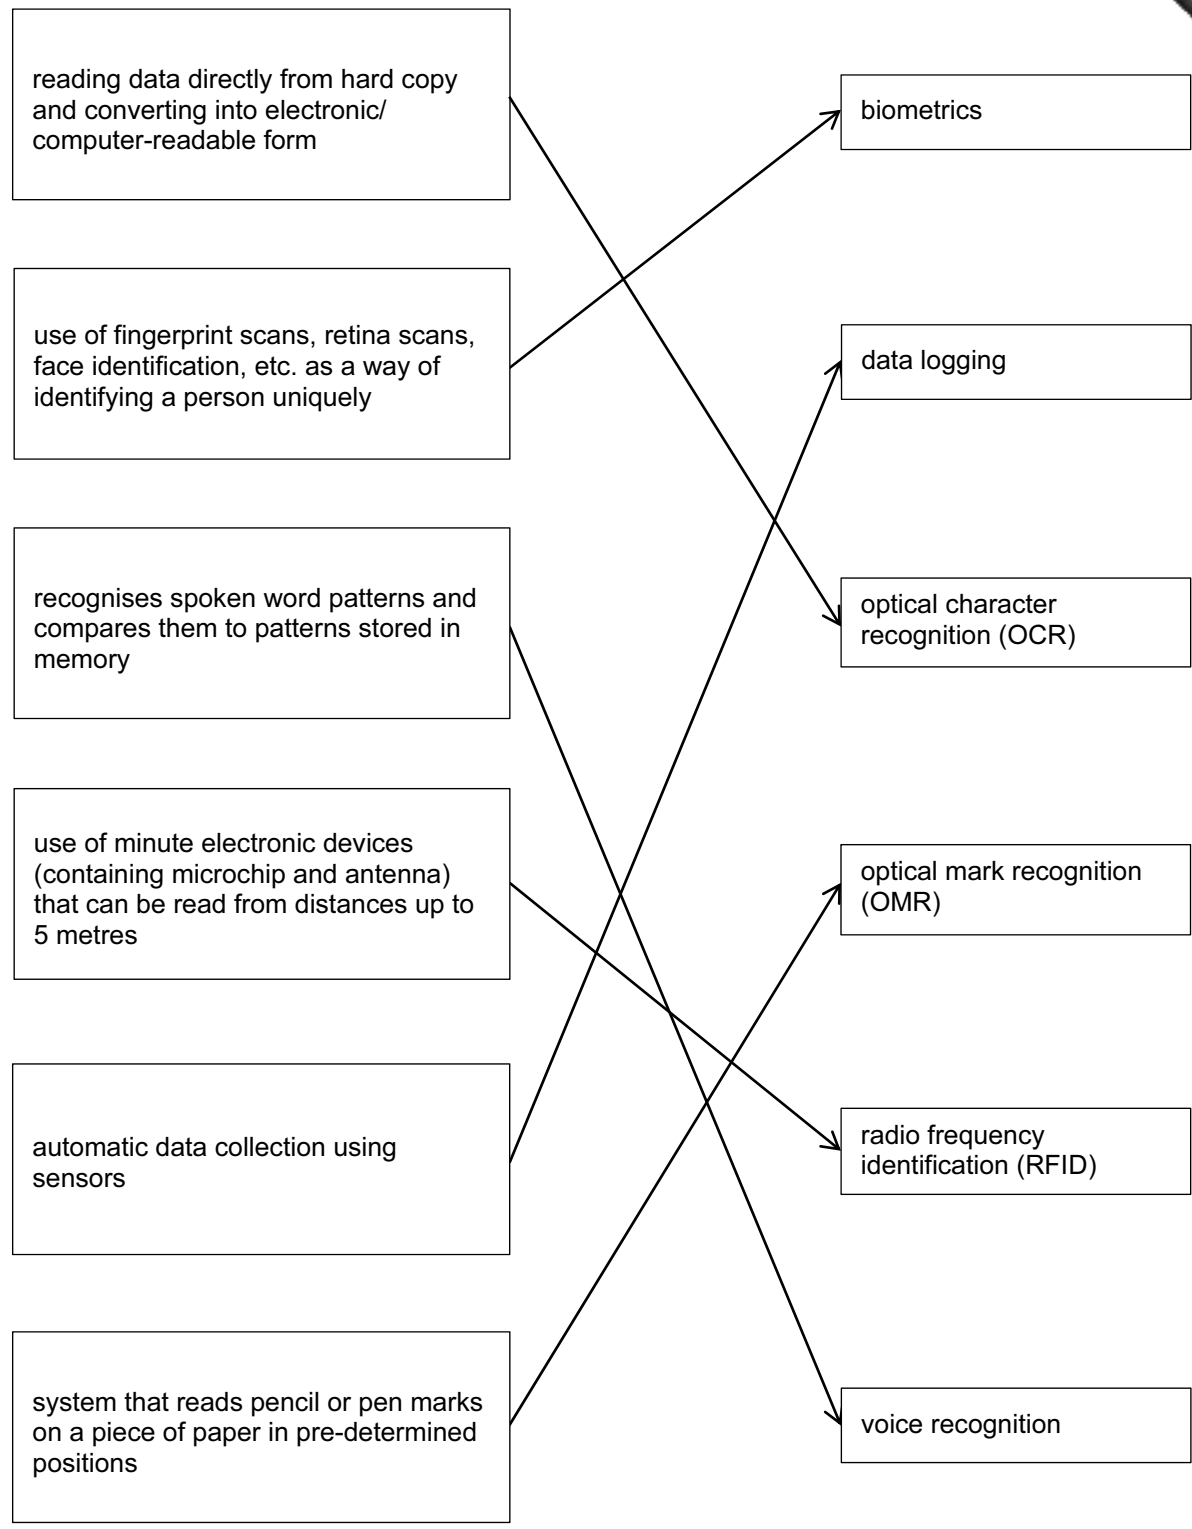 reading data directly from hard copy
and converting into electronic/
computer-readable form
biometrics
use of fingerprint scans, retina scans,
face identification, etc. as a way of
identifying a person uniquely
data logging
recognises spoken word patterns and
compares them to patterns stored in
memory
optical character
recognition (OCR)
use of minute electronic devices
(containing microchip and antenna)
that can be read from distances up to
5 metres
optical mark recognition
(OMR)
automatic data collection using
sensors
radio frequency
identification (RFID)
system that reads pencil or pen marks
on a piece of paper in pre-determined
positions
voice recognition